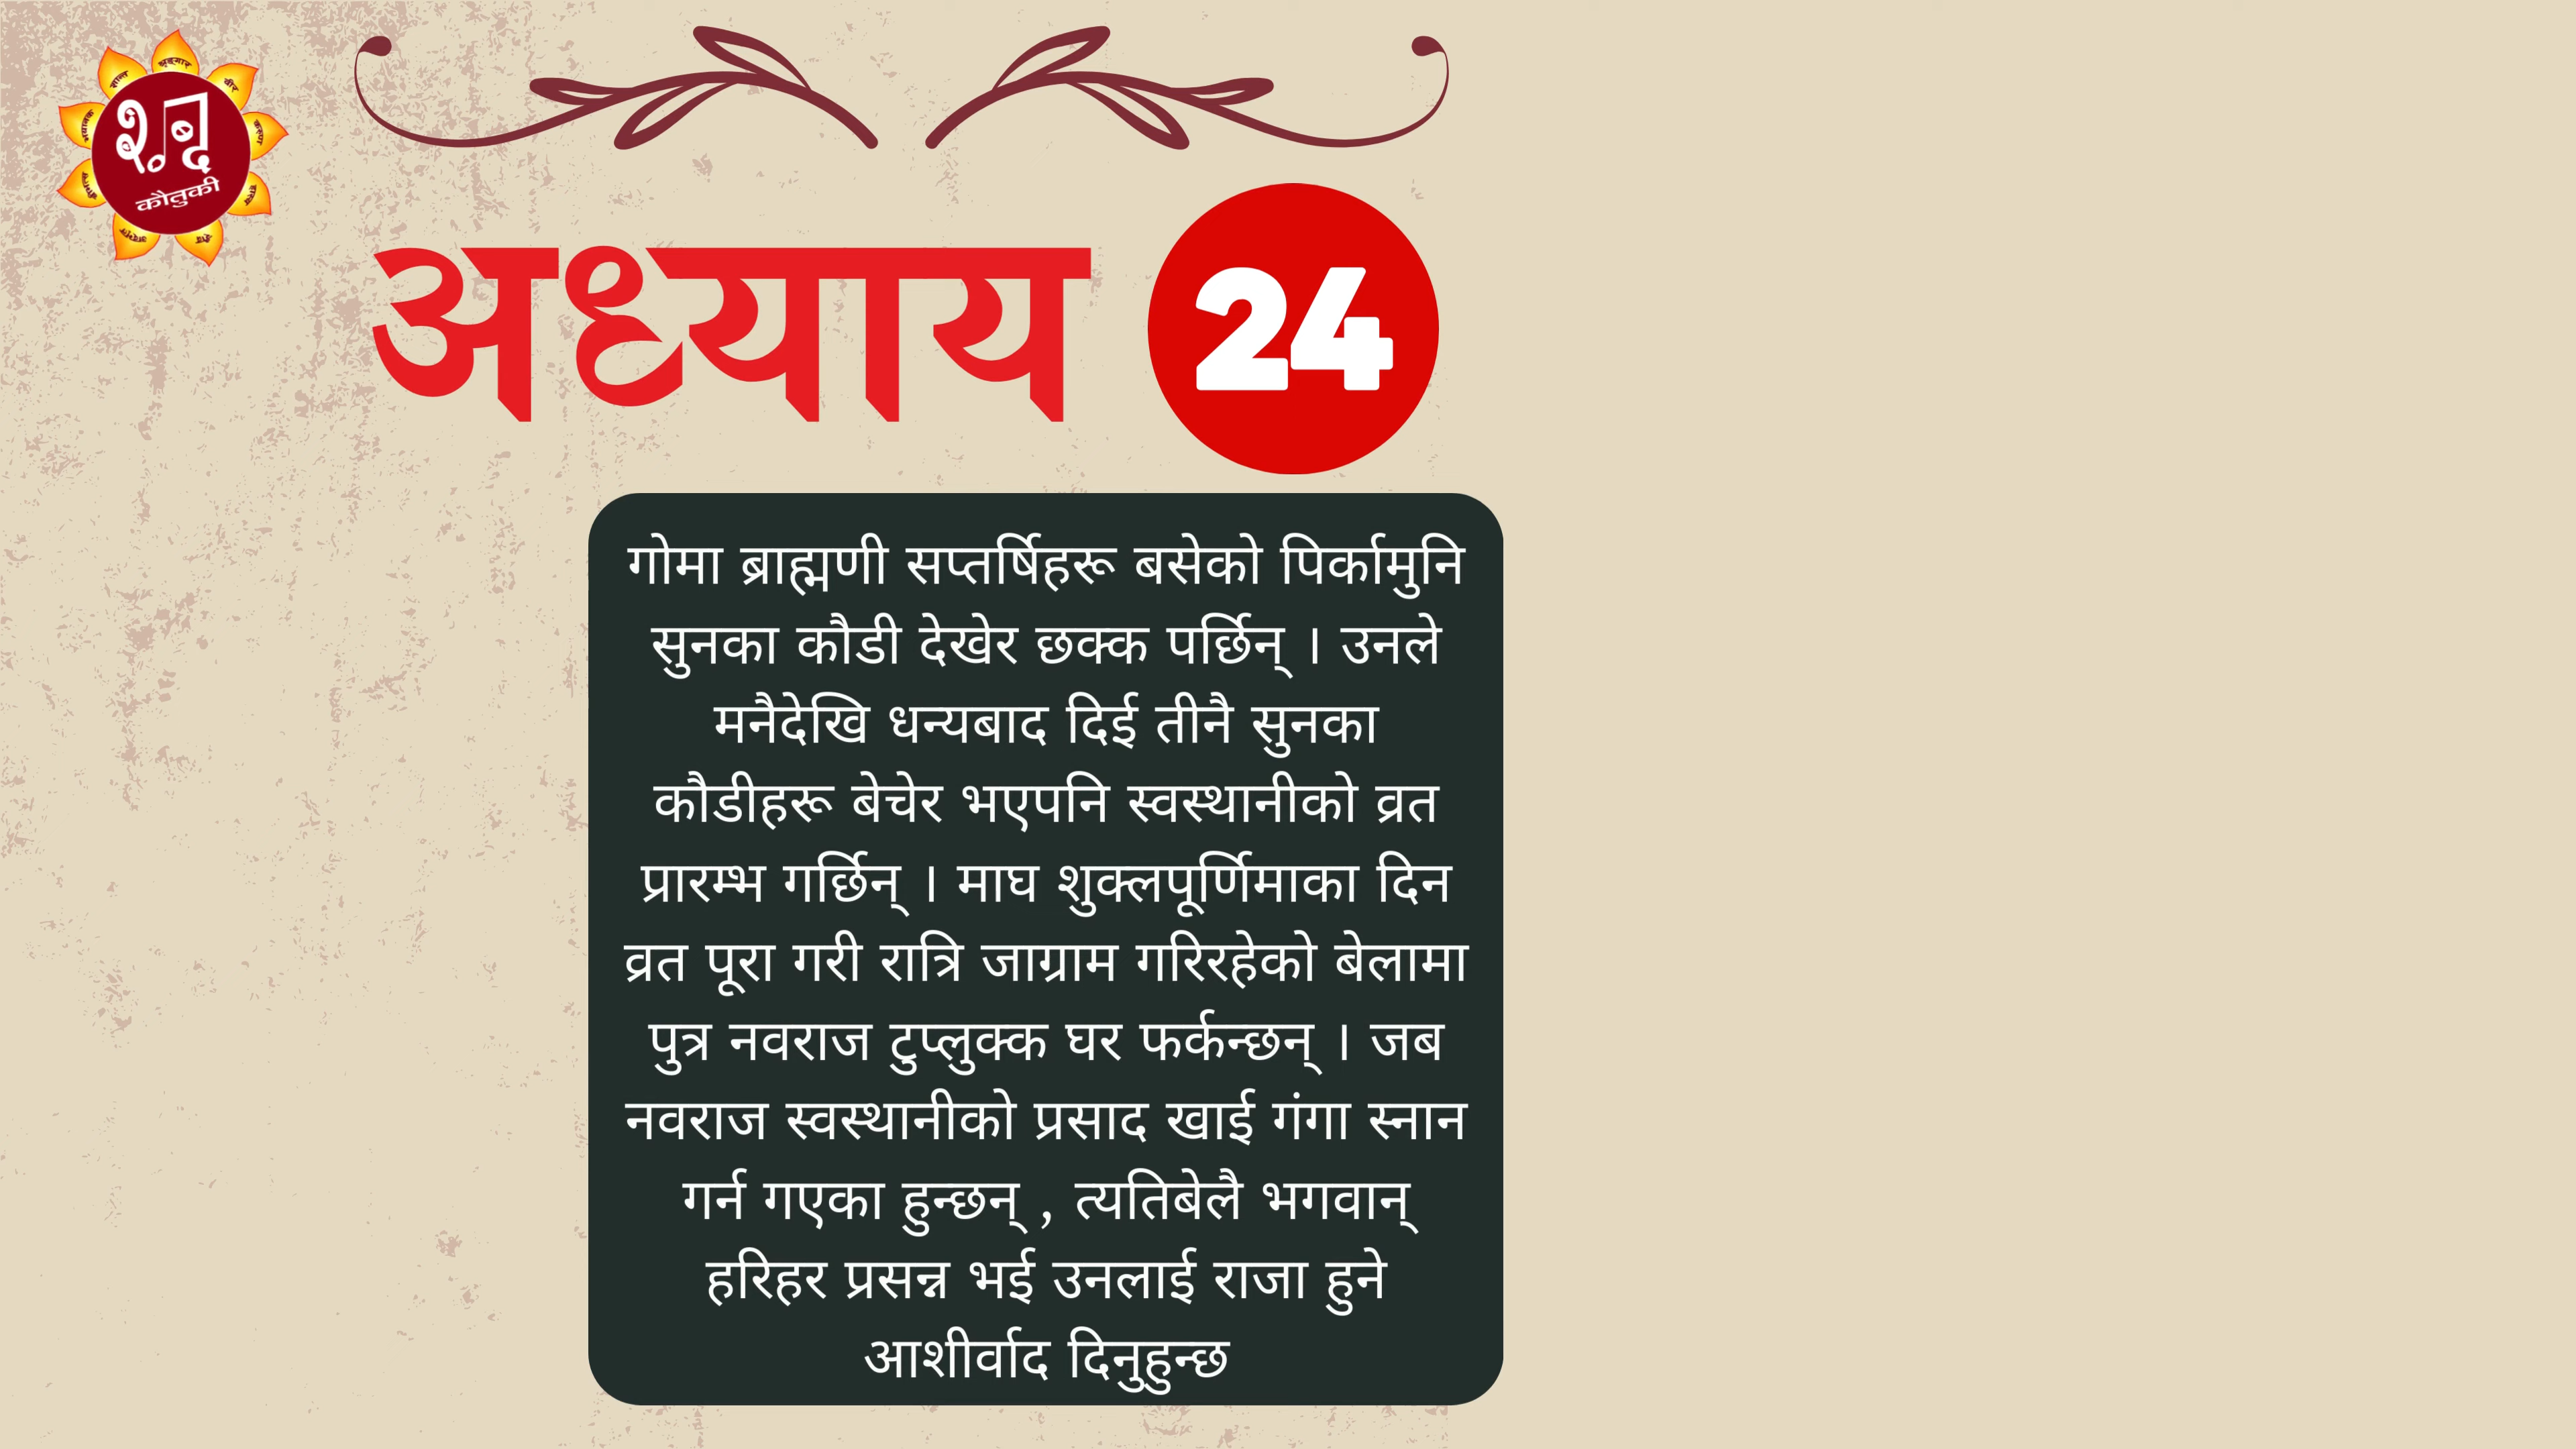 शब्द
कौतुकी
अध्याय 24
गोमा ब्राह्मणी सप्तर्षिहरू बसेको पिर्कामुनि
सुनका कौडी देखेर छक्क पर्छिन् । उनले
मनैदेखि धन्यबाद दिई तीनै सुनका
कौडीहरू बेचेर भएपनि स्वस्थानीको व्रत
प्रारम्भ गर्छिन् । माघ शुक्लपूर्णिमाका दिन
व्रत पूरा गरी रात्रि जाग्राम गरिरहेको बेलामा
पुत्र नवराज टुप्लुक्क घर फर्कन्छन् । जब
नवराज स्वस्थानीको प्रसाद खाई गंगा स्नान
गर्न गएका हुन्छन् , त्यतिबेलै भगवान्
हरिहर प्रसन्न भई उनलाई राजा हुने
आशीर्वाद दिनुहुन्छ